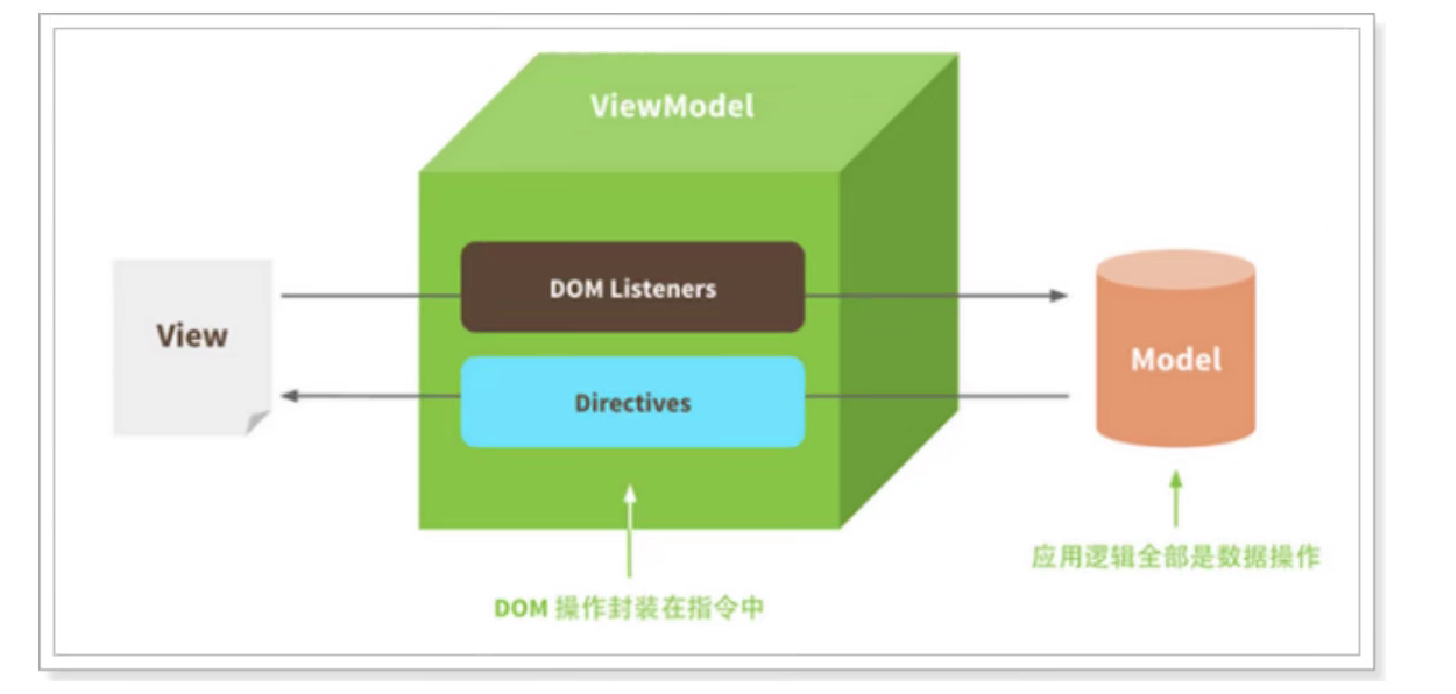 ViewModel
DOM Listeners
View
Model
Directives
应用逻辑全部是数据操作
DOM 操作封装在指令中